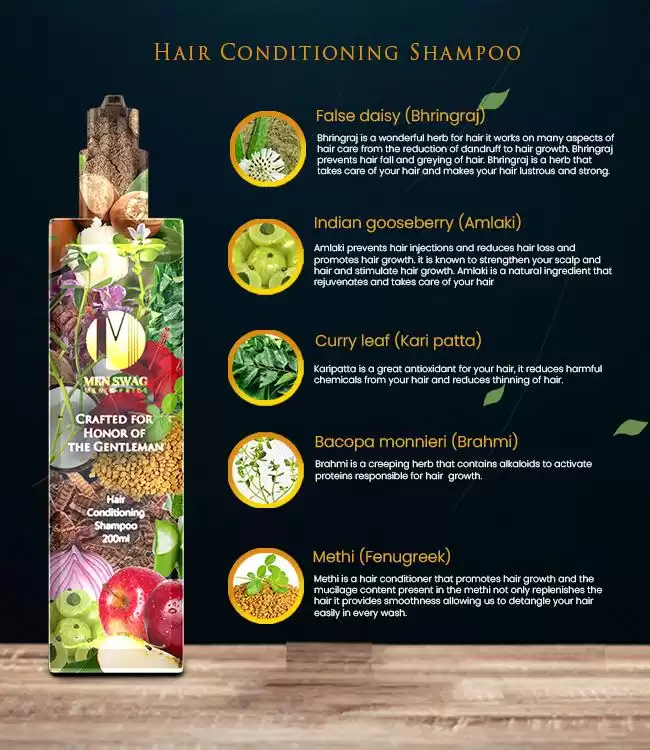 Hair Conditioning Shampoo
False daisy (Bhringraj)
Bhringraj is a wonderful herb for hair it works on many aspects of
hair care from the reduction of dandruff to hair growth. Bhringraj
prevents hair fall and greying of hair. Bhringraj is a herb that
takes care of your hair and makes your hair lustrous and strong.
Indian gooseberry (Amlaki)
Amlaki prevents hair injections and reduces hair loss and
promotes hair growth. it is known to strengthen your scalp and
hair and stimulate hair growth. Amlaki is a natural ingredient that
rejuvenates and takes care of your hair
Curry leaf (Kari patta)
Karipatta is a great antioxidant for your hair, it reduces harmful
chemicals from your hair and reduces thinning of hair.
Bacopa monnieri (Brahmi)
Brahmi is a creeping herb that contains alkaloids to activate
proteins responsible for hair growth.
Methi (Fenugreek)
Methi is a hair conditioner that promotes hair growth and the
mucilage content present in the methi not only replenishes the
hair it provides smoothness allowing us to detangle your hair
easily in every wash.
M
MEN SWAG
MEN'S PRIDE
Crafted for
Honor of
the Gentleman
Hair
Conditioning
Shampoo
200ml